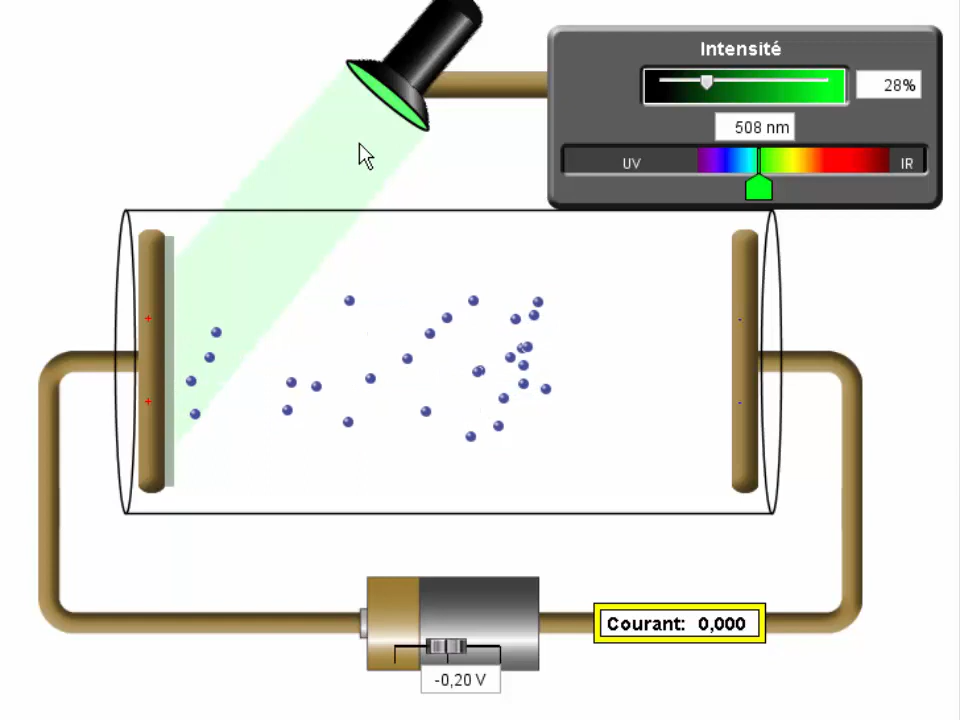 Intensité
28%
508 nm
UV
IR
+
-
+
-
Courant: 0,000
-0,20 V